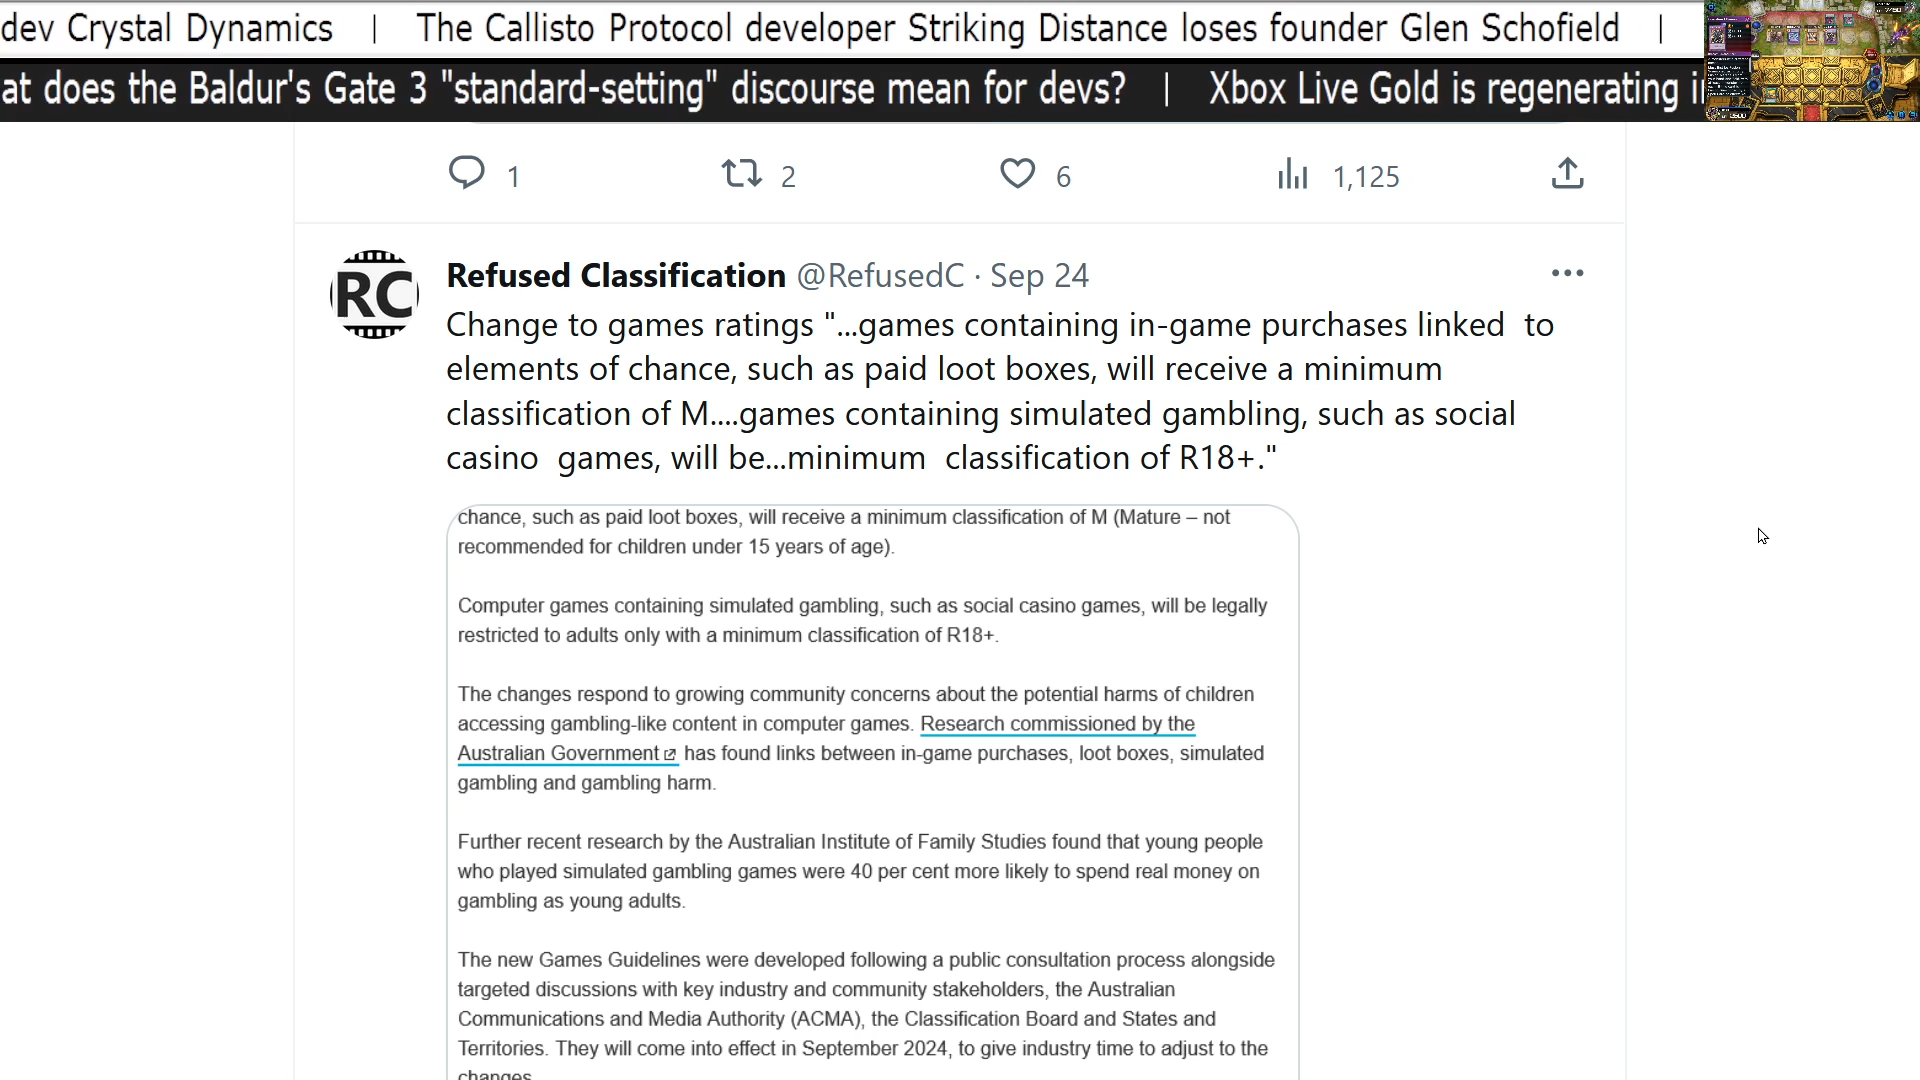 dev Crystal Dynamics | The Callisto Protocol developer Striking Distance loses founder Glen Schofield |
at does the Baldur's Gate 3 "standard-setting" discourse mean for devs? | Xbox Live Gold is regenerating
1 2 6 1,125
RC
Refused Classification @RefusedC · Sep 24
Change to games ratings "...games containing in-game purchases linked to
elements of chance, such as paid loot boxes, will receive a minimum
classification of M....games containing simulated gambling, such as social
casino games, will be...minimum classification of R18+."
chance, such as paid loot boxes, will receive a minimum classification of M (Mature – not
recommended for children under 15 years of age).
Computer games containing simulated gambling, such as social casino games, will be legally
restricted to adults only with a minimum classification of R18+.
The changes respond to growing community concerns about the potential harms of children
accessing gambling-like content in computer games. Research commissioned by the
Australian Government has found links between in-game purchases, loot boxes, simulated
gambling and gambling harm.
Further recent research by the Australian Institute of Family Studies found that young people
who played simulated gambling games were 40 per cent more likely to spend real money on
gambling as young adults.
The new Games Guidelines were developed following a public consultation process alongside
targeted discussions with key industry and community stakeholders, the Australian
Communications and Media Authority (ACMA), the Classification Board and States and
Territories. They will come into effect in September 2024, to give industry time to adjust to the
changes.